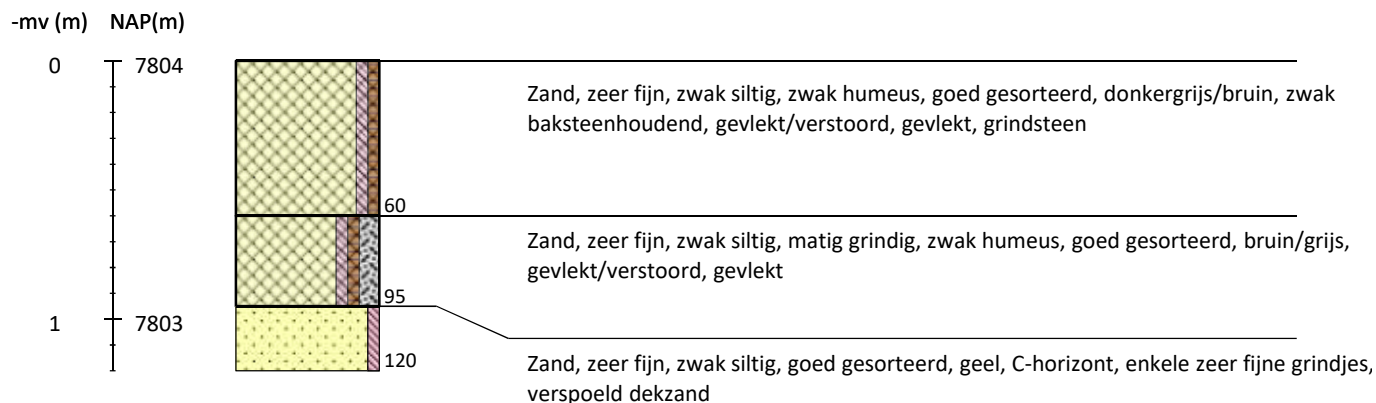 -mv (m) NAP(m)
0 7804
Zand, zeer fijn, zwak siltig, zwak humeus, goed gesorteerd, donkergrijs/bruin, zwak
baksteenhoudend, gevlekt/verstoord, gevlekt, grindsteen
60
Zand, zeer fijn, zwak siltig, matig grindig, zwak humeus, goed gesorteerd, bruin/grijs,
gevlekt/verstoord, gevlekt
95
1 7803
120
Zand, zeer fijn, zwak siltig, goed gesorteerd, geel, C-horizont, enkele zeer fijne grindjes,
verspoeld dekzand